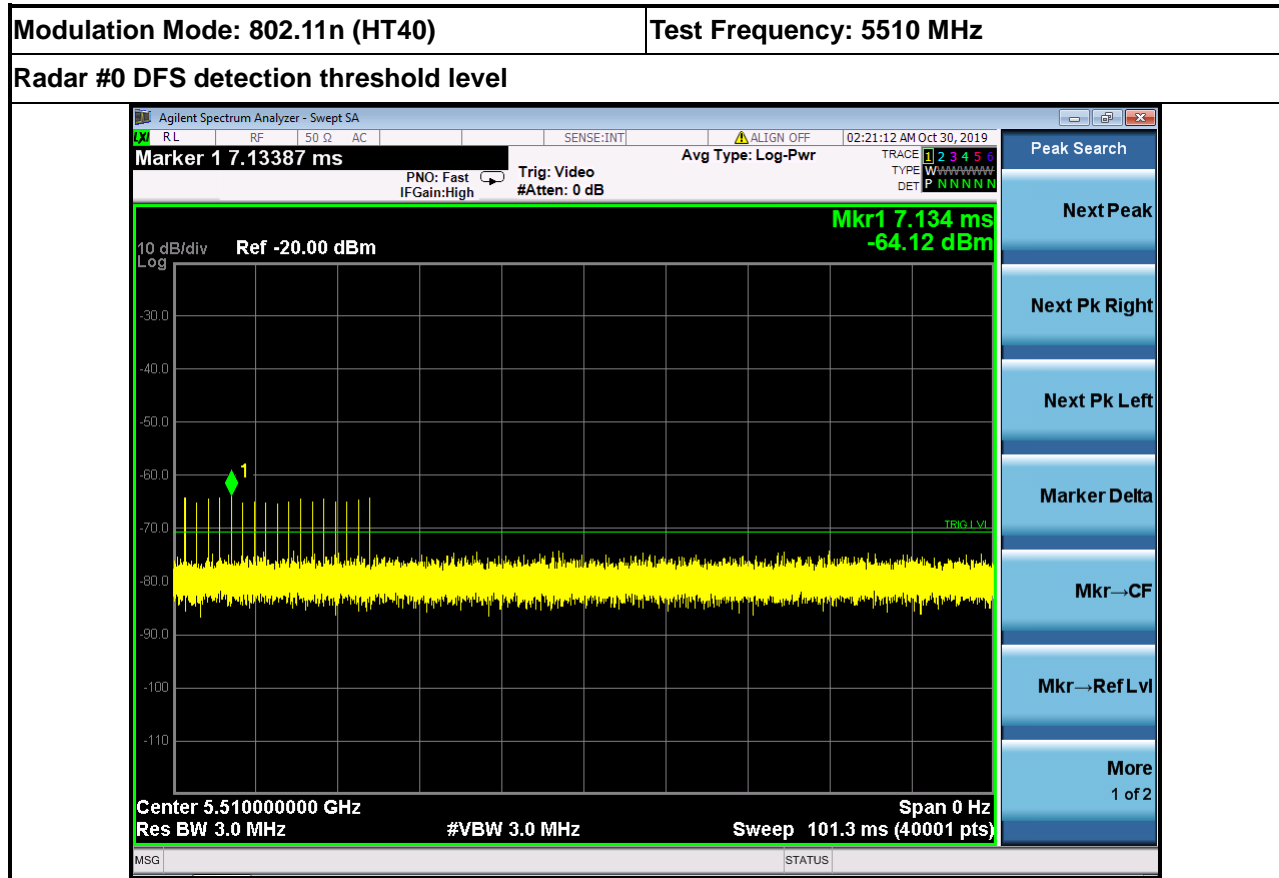 Modulation Mode: 802.11n (HT40) Test Frequency: 5510 MHz
Radar #0 DFS detection threshold level
Agilent Spectrum Analyzer - Swept SA
LXI RL RF 50 Ω AC SENSE:INT ALIGN OFF 02:21:12 AM Oct 30, 2019
Marker 1 7.13387 ms
PNO: Fast
IFGain:High
Trig: Video
#Atten: 0 dB
Avg Type: Log-Pwr
TRACE 1 2 3 4 5 6
TYPE WWWWWW
DET P N N N N N
Mkr1 7.134 ms
-64.12 dBm
10 dB/div Ref -20.00 dBm
Log
-30.0
-40.0
-50.0
-60.0
-70.0
-80.0
-90.0
-100
-110
1
TRIG LVL
Center 5.510000000 GHz Span 0 Hz
Res BW 3.0 MHz #VBW 3.0 MHz Sweep 101.3 ms (40001 pts)
MSG STATUS
Peak Search
Next Peak
Next Pk Right
Next Pk Left
Marker Delta
Mkr→CF
Mkr→Ref Lvl
More
1 of 2